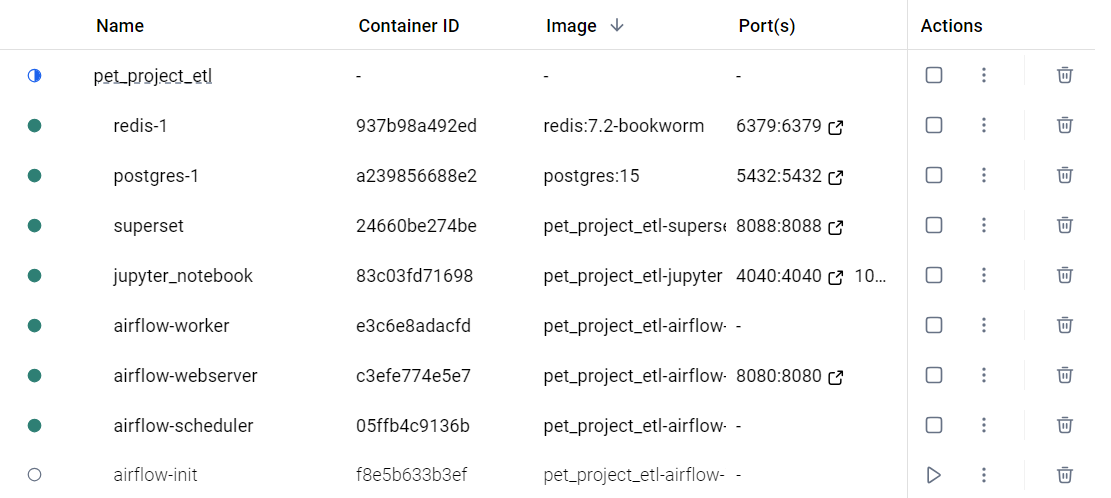 Name Container ID Image Port(s) Actions
pet_project_etl - - -
redis-1 937b98a492ed redis:7.2-bookworm 6379:6379
postgres-1 a239856688e2 postgres:15 5432:5432
superset 24660be274be pet_project_etl-superse 8088:8088
jupyter_notebook 83c03fd71698 pet_project_etl-jupyter 4040:4040 10...
airflow-worker e3c6e8adacfd pet_project_etl-airflow- -
airflow-webserver c3efe774e5e7 pet_project_etl-airflow- 8080:8080
airflow-scheduler 05ffb4c9136b pet_project_etl-airflow- -
airflow-init f8e5b633b3ef pet_project_etl-airflow- -